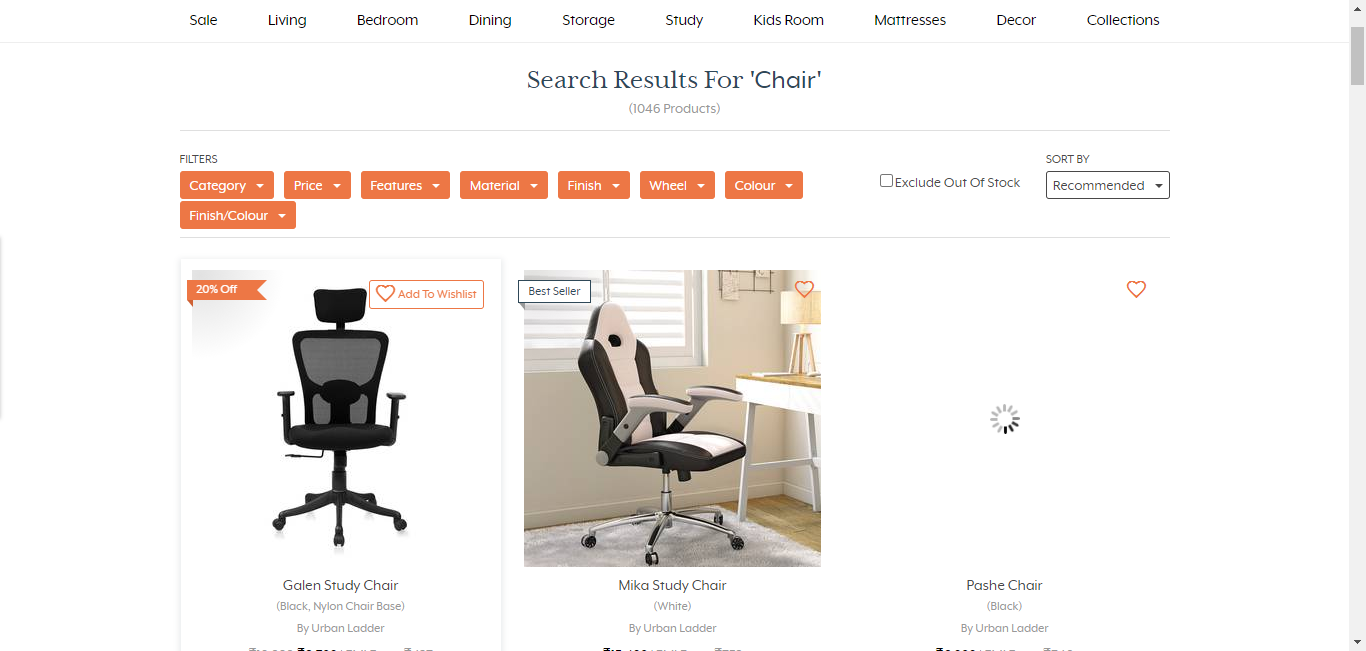 Sale Living Bedroom Dining Storage Study Kids Room Mattresses Decor Collections
Search Results For 'Chair'
(1046 Products)
FILTERS
SORT BY
Category Price Features Material Finish Wheel Colour
Exclude Out Of Stock
Recommended
Finish/Colour
20% Off
Add To Wishlist
Best Seller
Galen Study Chair
(Black, Nylon Chair Base)
By Urban Ladder
Mika Study Chair
(White)
By Urban Ladder
Pashe Chair
(Black)
By Urban Ladder